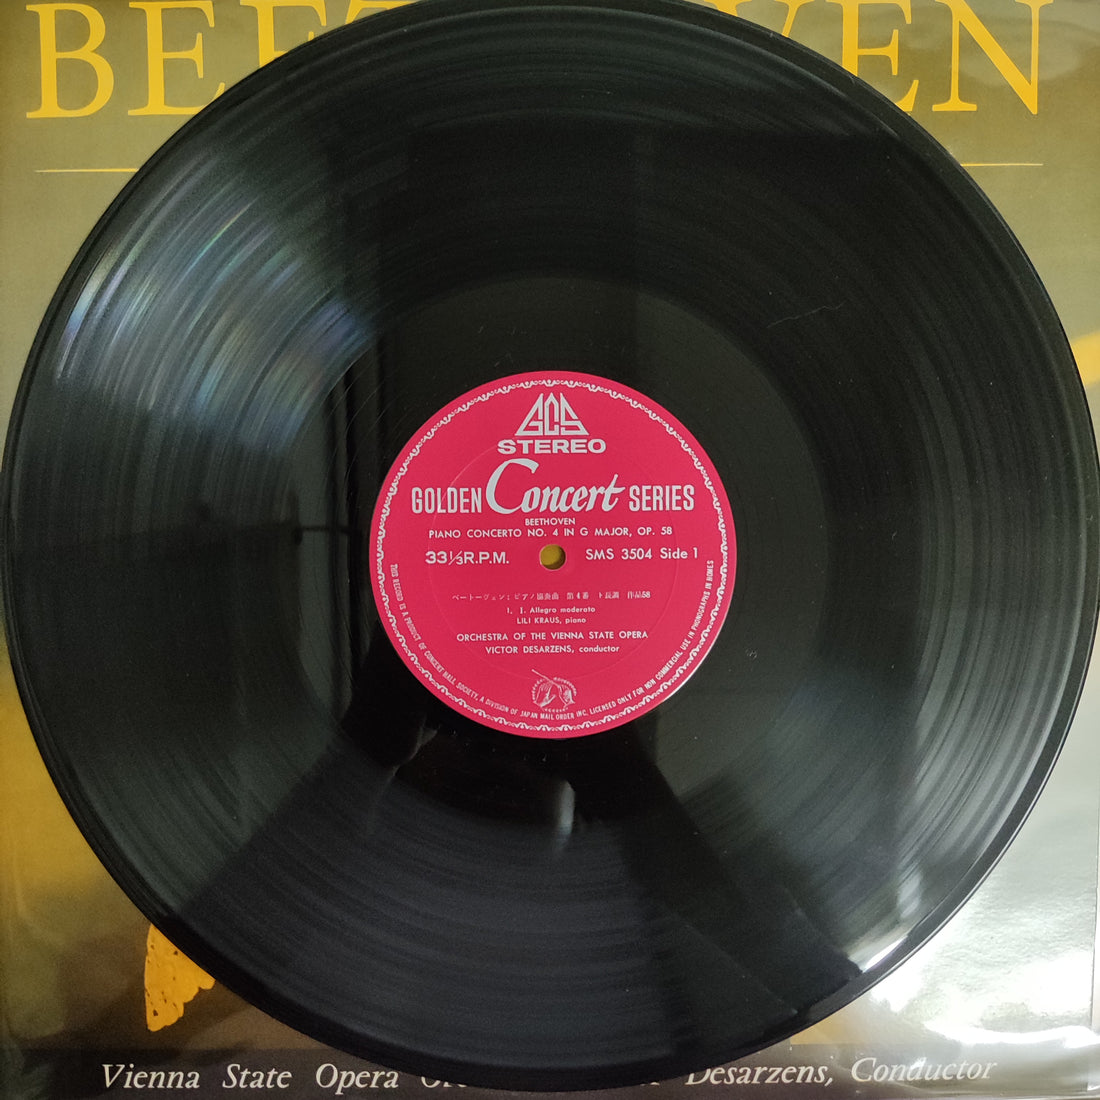 BEET VEN
GCS
STEREO
GOLDEN Concert SERIES
BEETHOVEN
PIANO CONCERTO NO. 4 IN G MAJOR, OP. 58
33⅓R.P.M.
SMS 3504 Side 1
ベートーヴェン:ピアノ協奏曲 第4番 ト長調 作品58
1. I. Allegro moderato
LILI KRAUS, piano
ORCHESTRA OF THE VIENNA STATE OPERA
VICTOR DESARZENS, conductor
THIS RECORD IS A PRODUCT OF CONCERT HALL SOCIETY, A DIVISION OF JAPAN MAIL ORDER INC. LICENSED ONLY FOR NON COMMERCIAL USE IN PHONOGRAPHS IN HOMES
Vienna State Opera Desarzens, Conductor